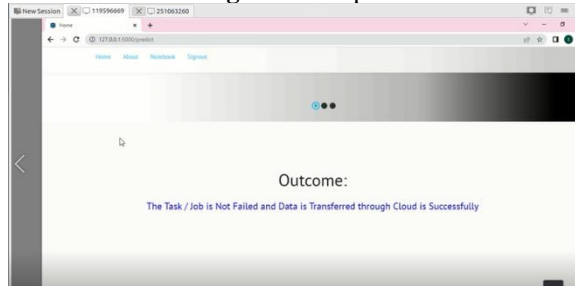 New Session 119596669 251063260
Home
127.0.0.1:5000/predict
Home About Notebook Signout
Outcome:
The Task / Job is Not Failed and Data is Transferred through Cloud is Successfully